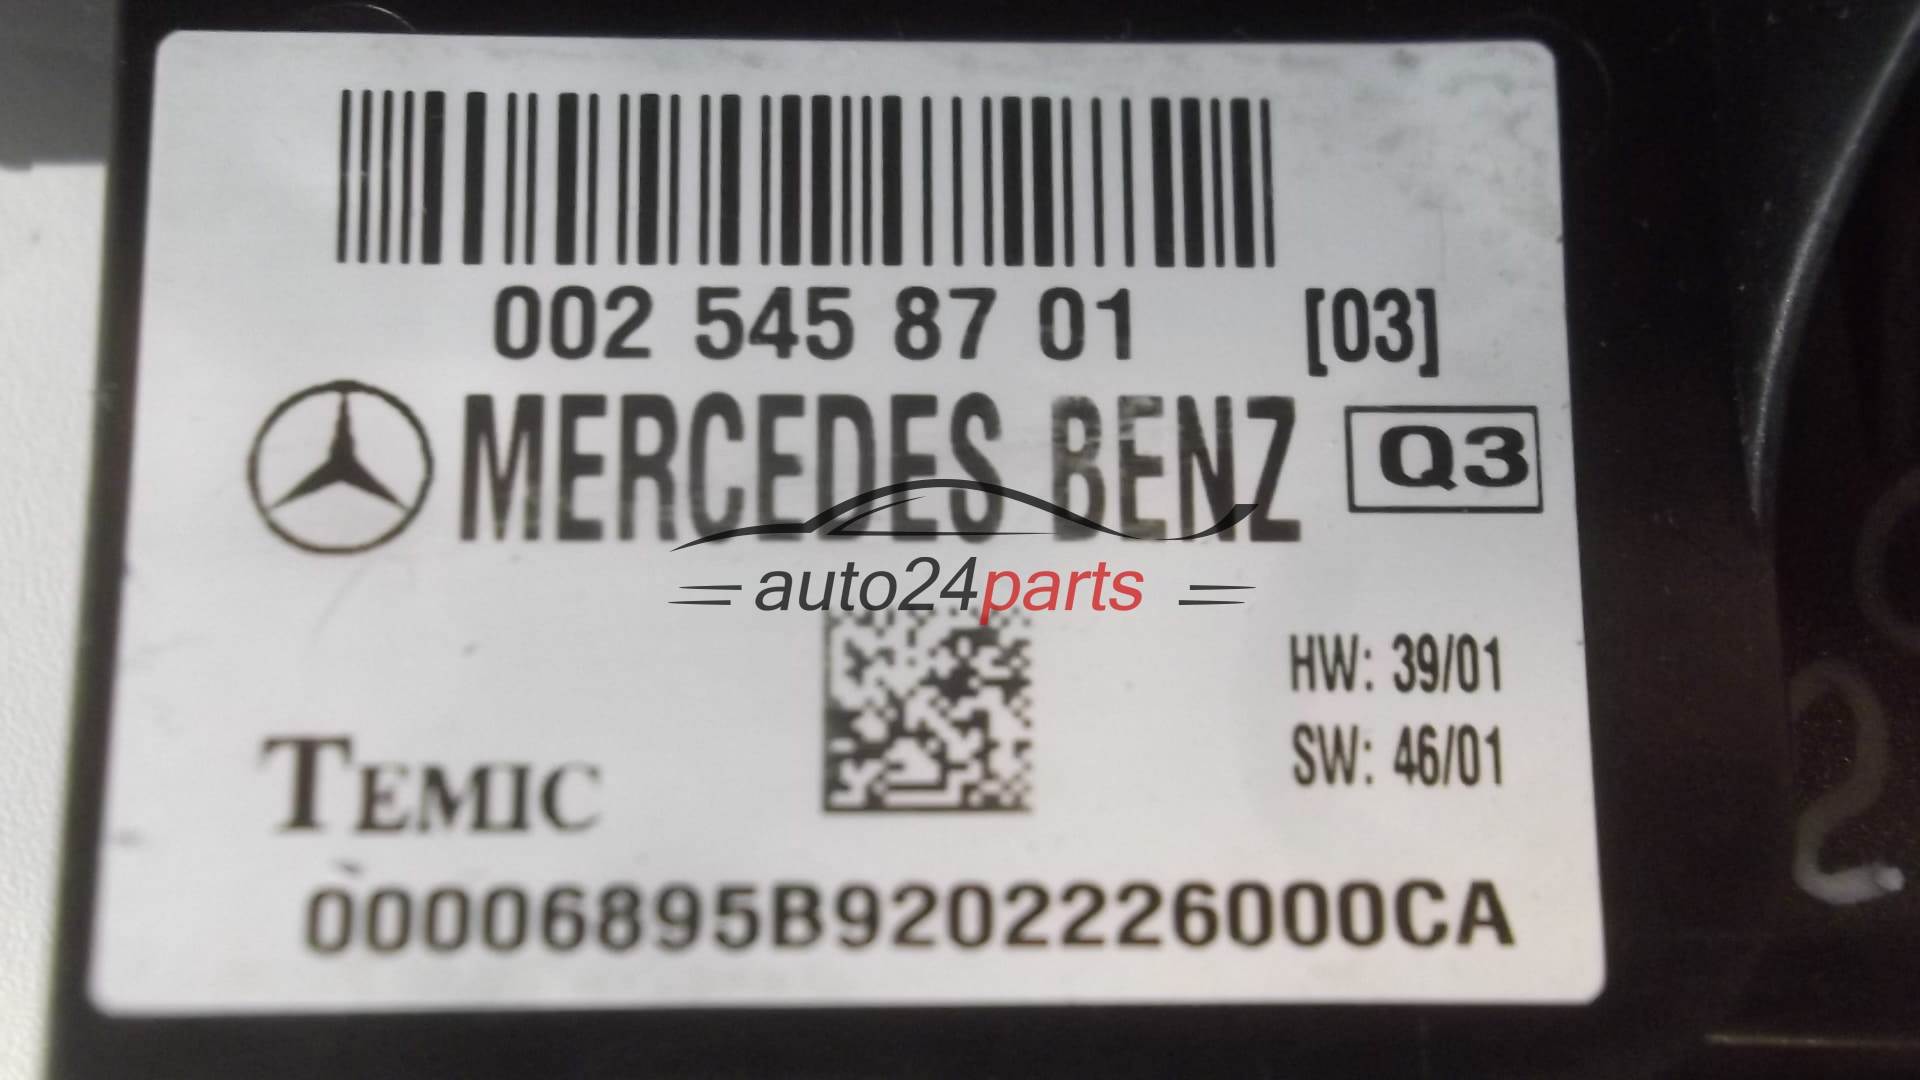 002 545 87 01 [03]
MERCEDES BENZ Q3
auto24parts
HW: 39/01
SW: 46/01
TEMIC
00006895B9202226000CA